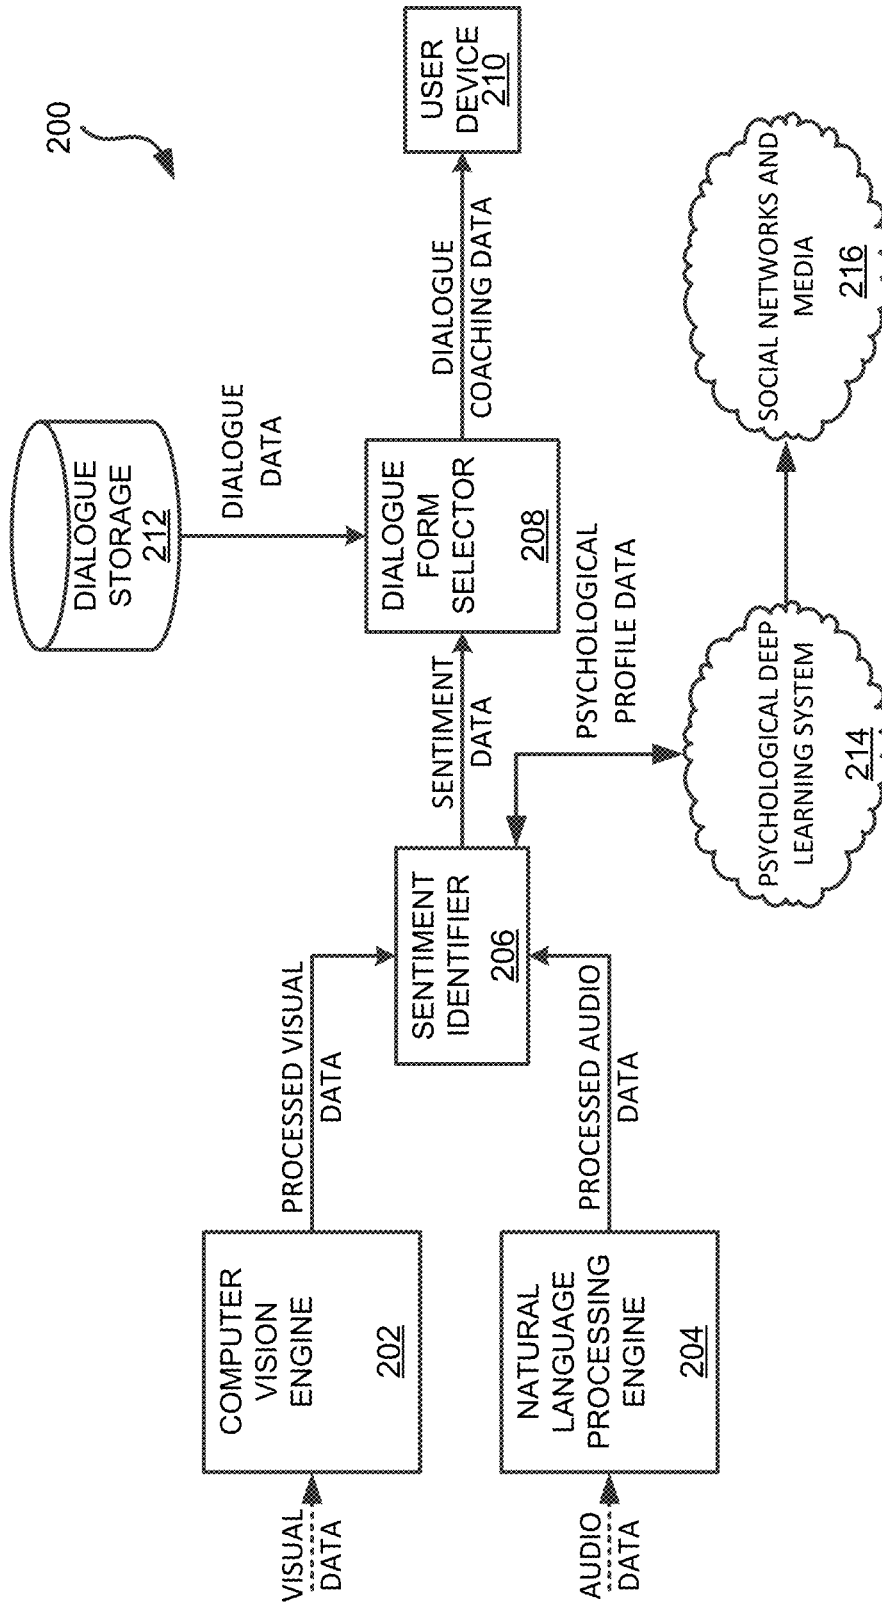 200
VISUAL
DATA
COMPUTER
VISION
ENGINE
202
PROCESSED VISUAL
DATA
AUDIO
DATA
NATURAL
LANGUAGE
PROCESSING
ENGINE
204
PROCESSED AUDIO
DATA
SENTIMENT
IDENTIFIER
206
SENTIMENT
DATA
DIALOGUE
STORAGE
212
DIALOGUE
DATA
DIALOGUE
FORM
SELECTOR
208
DIALOGUE
COACHING DATA
USER
DEVICE
210
PSYCHOLOGICAL
PROFILE DATA
PSYCHOLOGICAL DEEP
LEARNING SYSTEM
214
SOCIAL NETWORKS AND
MEDIA
216